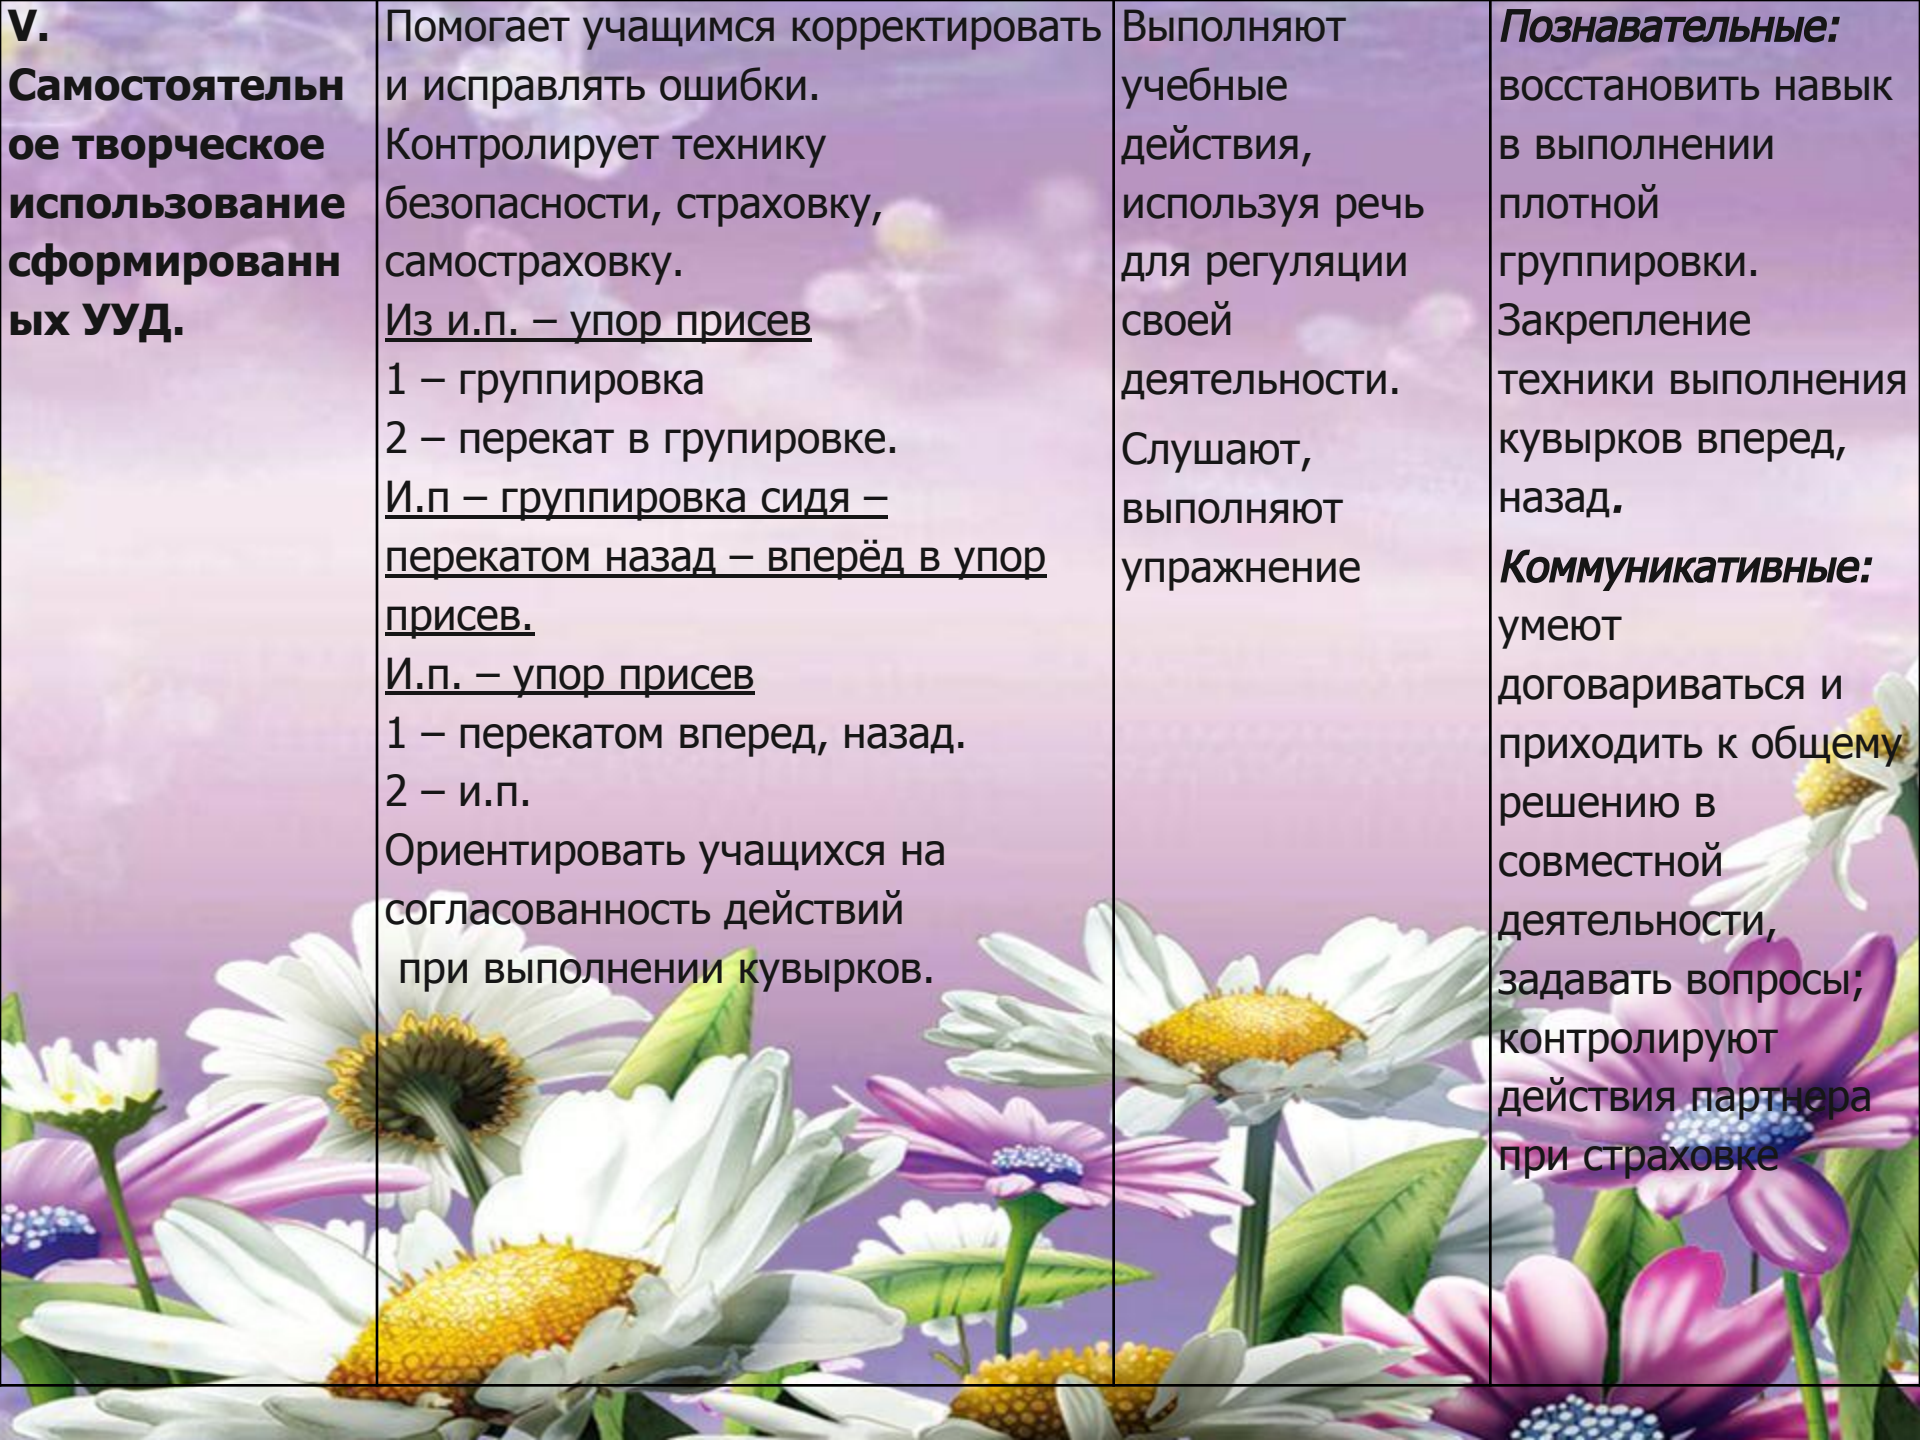 V.
Самостоятельн
ое творческое
использование
сформированн
ых УУД.
Помогает учащимся корректировать
и исправлять ошибки.
Контролирует технику
безопасности, страховку,
самостраховку.
Из и.п. – упор присев
1 – группировка
2 – перекат в групировке.
И.п – группировка сидя –
перекатом назад – вперёд в упор
присев.
И.п. – упор присев
1 – перекатом вперед, назад.
2 – и.п.
Ориентировать учащихся на
согласованность действий
при выполнении кувырков.
Выполняют
учебные
действия,
используя речь
для регуляции
своей
деятельности.
Слушают,
выполняют
упражнение
Познавательные:
восстановить навык
в выполнении
плотной
группировки.
Закрепление
техники выполнения
кувырков вперед,
назад.
Коммуникативные:
умеют
договариваться и
приходить к общему
решению в
совместной
деятельности,
задавать вопросы;
контролируют
действия партнера
при страховке